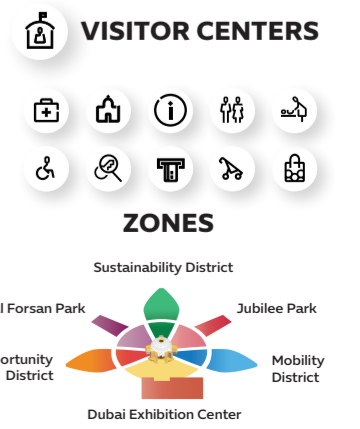 VISITOR CENTERS
ZONES
Sustainability District
l Forsan Park
Jubilee Park
ortunity
District
Mobility
District
Dubai Exhibition Center